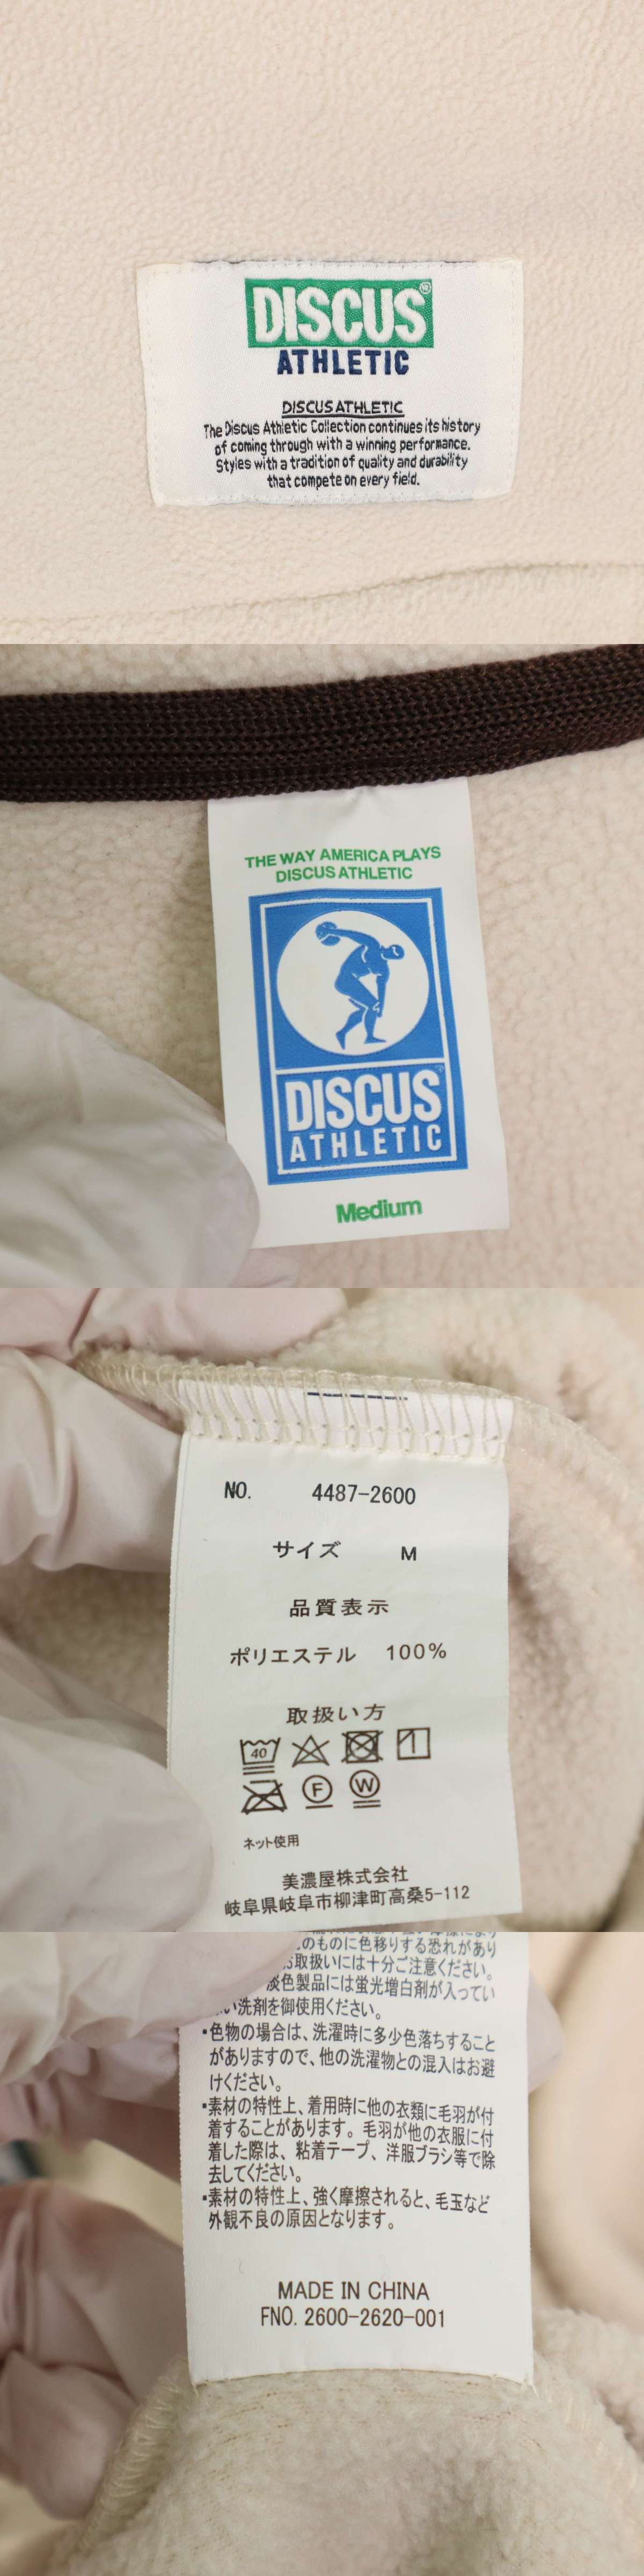 DISCUS®
ATHLETIC
DISCUS ATHLETIC
The Discus Athletic Collection continues its history
of coming through with a winning performance.
Styles with a tradition of quality and durability
that compete on every field.
THE WAY AMERICA PLAYS
DISCUS ATHLETIC
DISCUS
ATHLETIC
Medium
NO. 4487-2600
サイズ M
品質表示
ポリエステル 100%
取扱い方
40
F W
ネット使用
美濃屋株式会社
岐阜県岐阜市柳津町高桑5-112
のものに色移りする恐れがあり
お取扱いには十分ご注意ください。
淡色製品には蛍光増白剤が入ってい
い洗剤を御使用ください。
・色物の場合は、洗濯時に多少色落ちすること
がありますので、他の洗濯物との混入はお避
けください。
・素材の特性上、着用時に他の衣類に毛羽が付
着することがあります。毛羽が他の衣服に付
着した際は、粘着テープ、洋服ブラシ等で除
去してください。
・素材の特性上、強く摩擦されると、毛玉など
外観不良の原因となります。
MADE IN CHINA
FNO. 2600-2620-001